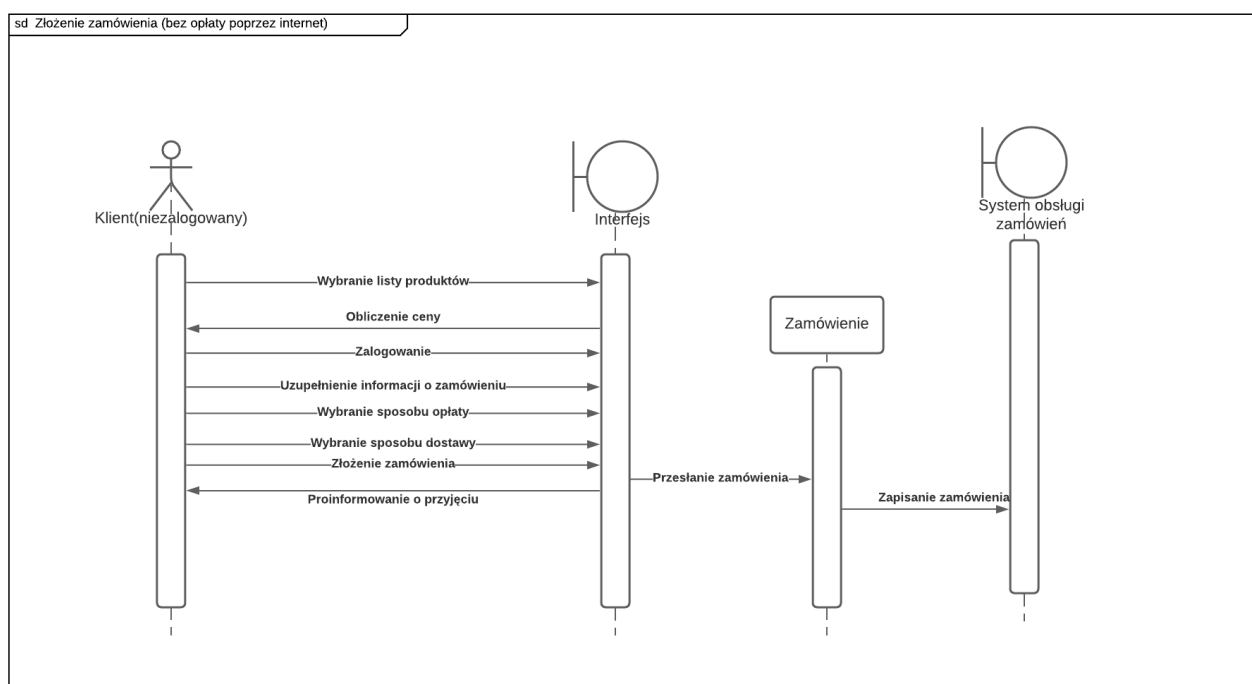 sd Złożenie zamówienia (bez opłaty poprzez internet)
Klient(niezalogowany)
Interfejs
System obsługi
zamówień
Wybranie listy produktów
Obliczenie ceny
Zamówienie
Zalogowanie
Uzupełnienie informacji o zamówieniu
Wybranie sposobu opłaty
Wybranie sposobu dostawy
Złożenie zamówienia
Przesłanie zamówienia
Proinformowanie o przyjęciu
Zapisanie zamówienia